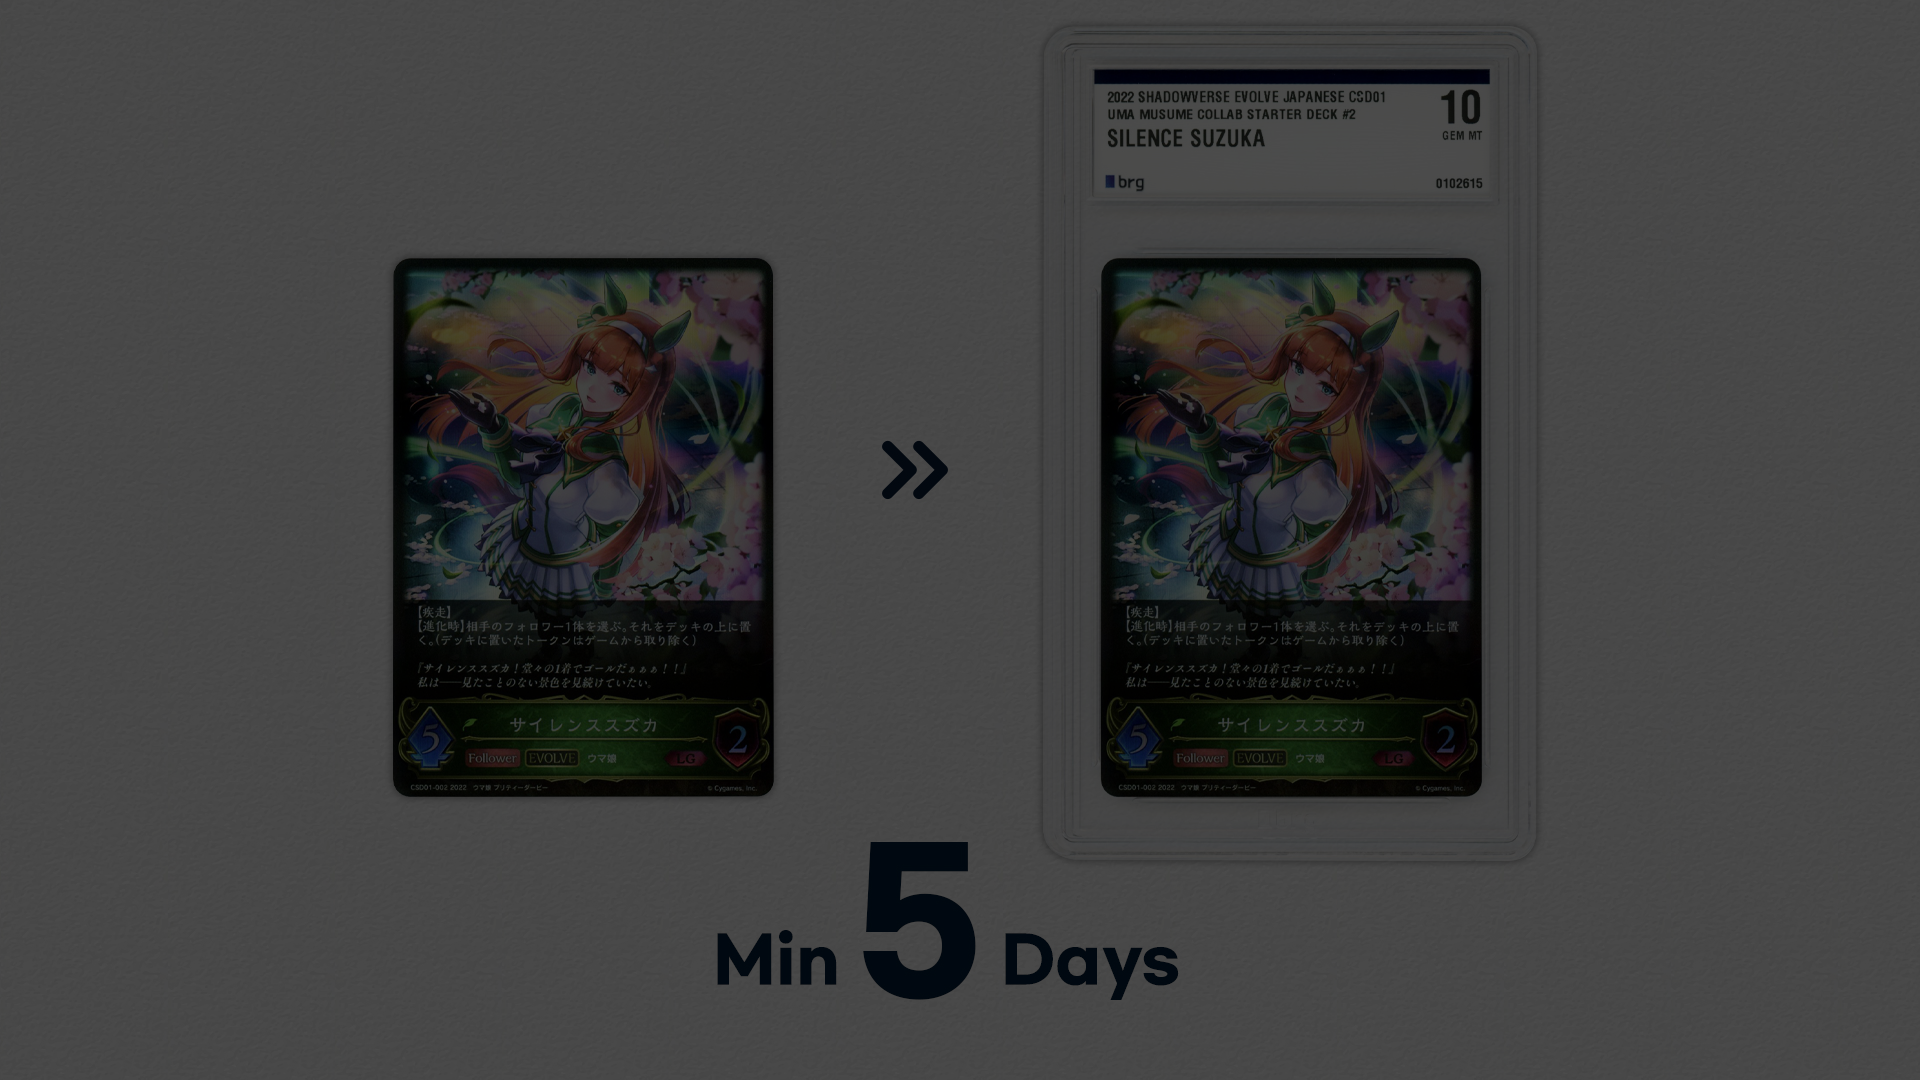 【疾走】
【進化時】相手のフォロワー1体を選ぶ。それをデッキの上に置
く。(デッキに置いたトークンはゲームから取り除く)
『サイレンススズカ！堂々の1着でゴールだぁぁぁ！！』
私は──見たことのない景色を見続けていたい。
5
サイレンススズカ
2
Follower EVOLVE ウマ娘 LG
CSD01-002 2022 ウマ娘 プリティーダービー © Cygames, Inc.
2022 SHADOWVERSE EVOLVE JAPANESE CSD01
UMA MUSUME COLLAB STARTER DECK #2
SILENCE SUZUKA
10
GEM MT
brg
0102615
【疾走】
【進化時】相手のフォロワー1体を選ぶ。それをデッキの上に置
く。(デッキに置いたトークンはゲームから取り除く)
『サイレンススズカ！堂々の1着でゴールだぁぁぁ！！』
私は──見たことのない景色を見続けていたい。
5
サイレンススズカ
2
Follower EVOLVE ウマ娘 LG
CSD01-002 2022 ウマ娘 プリティーダービー © Cygames, Inc.
Min 5 Days